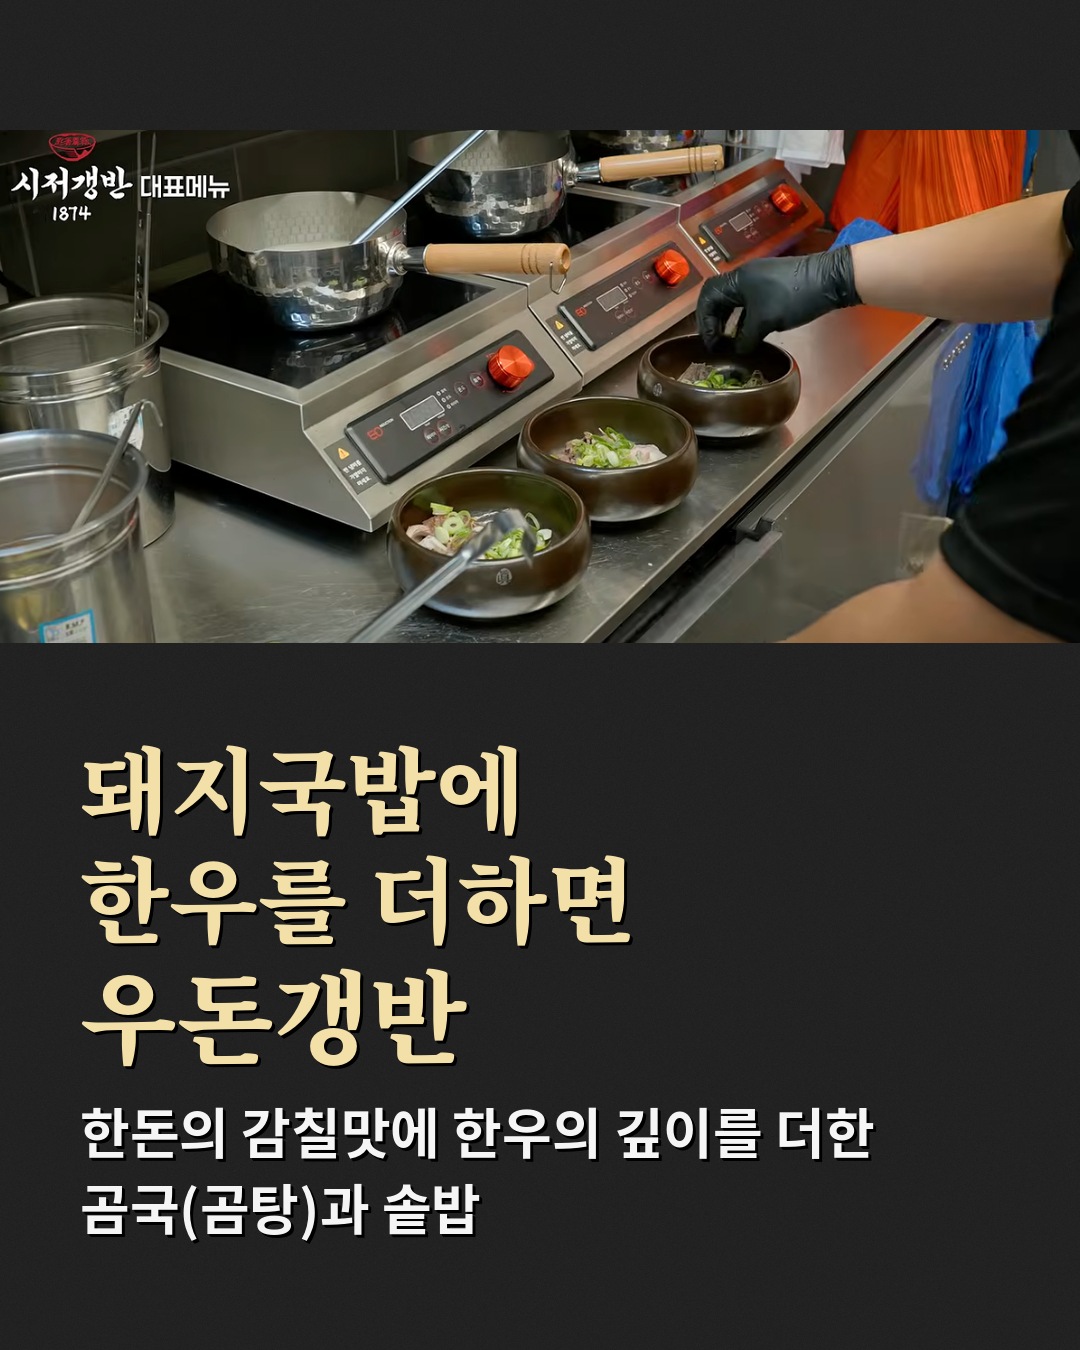 시저갱반 대표메뉴
1874
돼지국밥에
한우를 더하면
우돈갱반
한돈의 감칠맛에 한우의 깊이를 더한
곰국(곰탕)과 솥밥